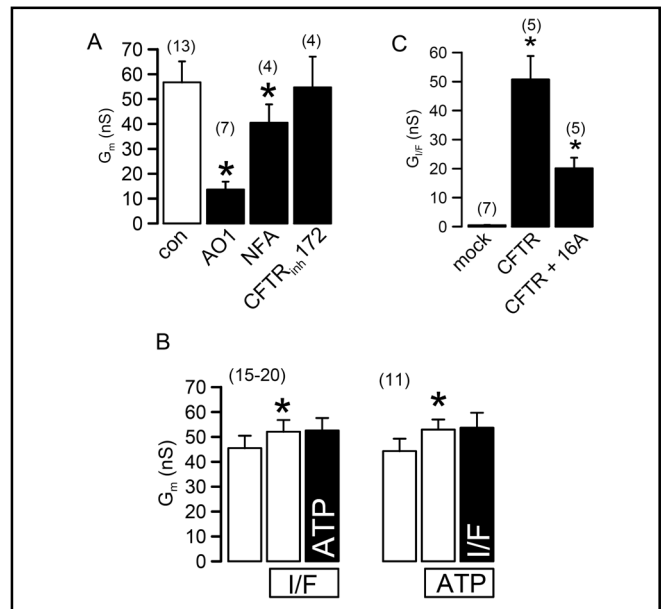 A
(13)
(7)
(4)
(4)
70
60
50
40
30
20
10
0
Gm (nS)
*
*
con
AO1
NFA
CFTRinh 172
C
(5)
*
(5)
*
(7)
60
50
40
30
20
10
0
GI/F (nS)
mock
CFTR
CFTR + 16A
B
(15-20)
*
(11)
*
70
60
50
40
30
20
10
0
Gm (nS)
ATP
I/F
I/F
ATP